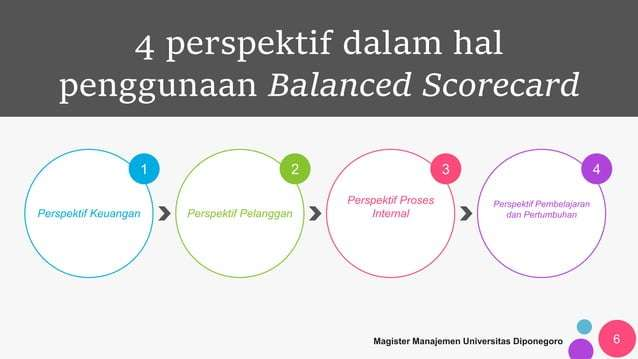 4 perspektif dalam hal
penggunaan Balanced Scorecard
1
2
3
4
Perspektif Keuangan
Perspektif Pelanggan
Perspektif Proses
Internal
Perspektif Pembelajaran
dan Pertumbuhan
Magister Manajemen Universitas Diponegoro
6